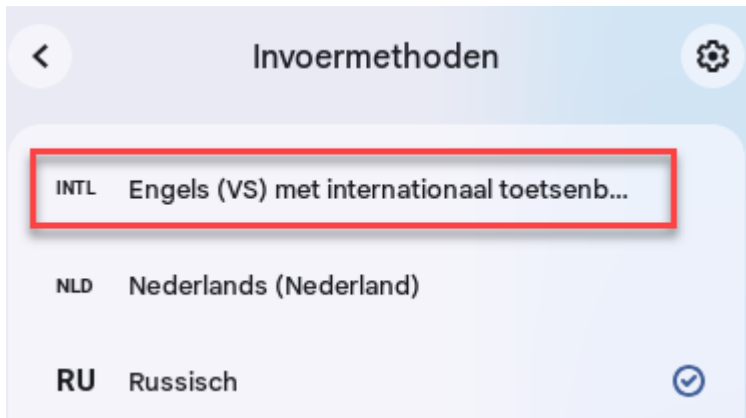 Invoermethoden
INTL Engels (VS) met internationaal toetsenb...
NLD Nederlands (Nederland)
RU Russisch